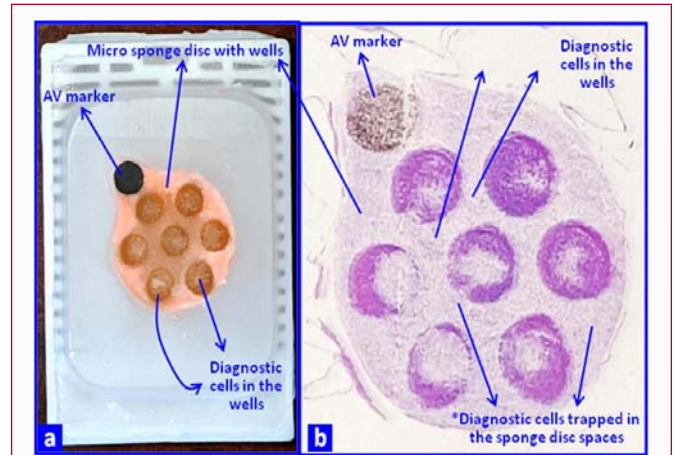 Micro sponge disc with wells
AV marker
Diagnostic
cells in the
wells
a
AV marker
Diagnostic
cells in the
wells
*Diagnostic cells trapped in
the sponge disc spaces
b